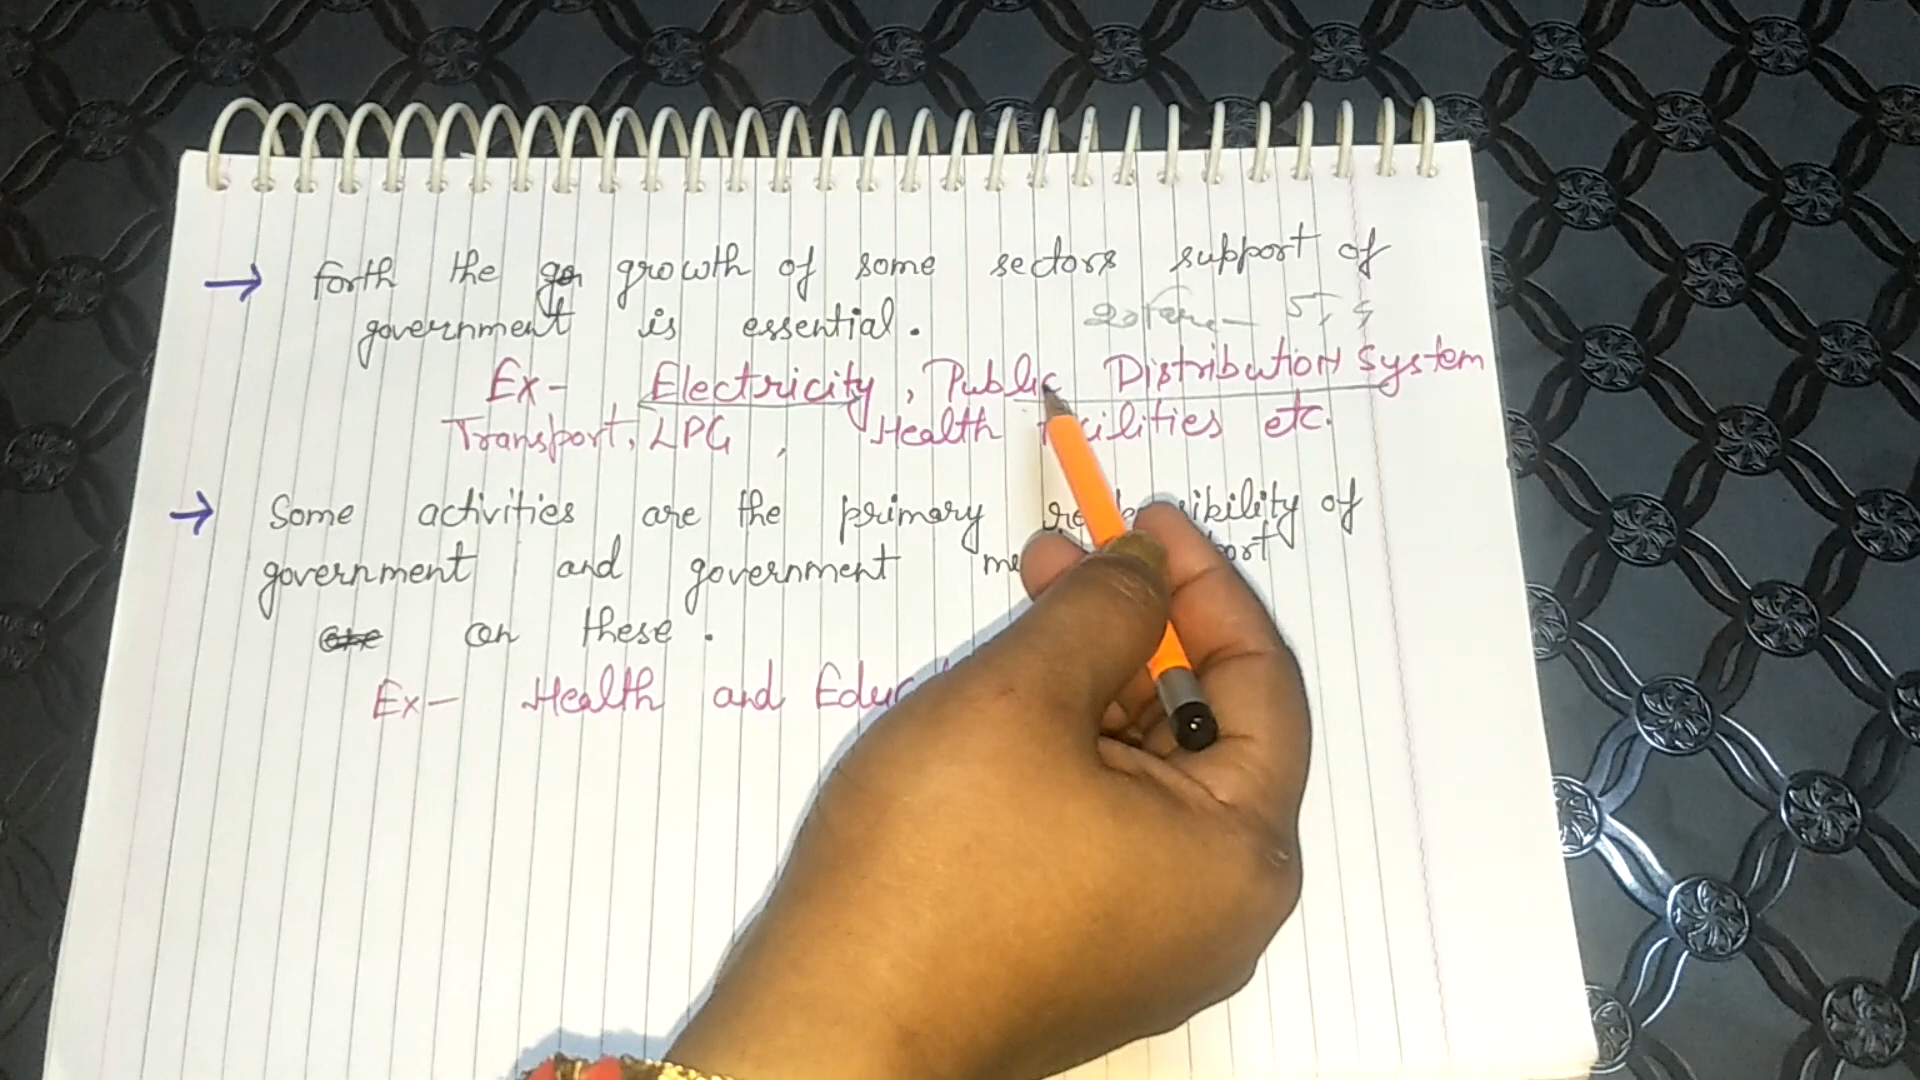 → forth the growth of some sectors support of
government is essential.
Ex- Electricity, Public Distribution System
Transport, LPG, Health facilities etc.
→ Some activities are the primary of
government and government
on these.
Ex- Health and